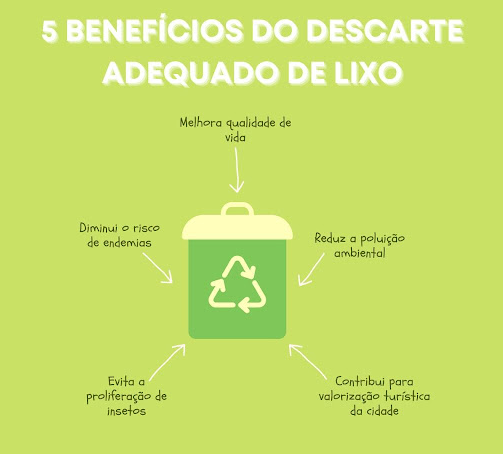 5 BENEFÍCIOS DO DESCARTE
ADEQUADO DE LIXO
Melhora qualidade de
vida
Diminui o risco
de endemias
Reduz a poluição
ambiental
Evita a
proliferação de
insetos
Contribui para
valorização turística
da cidade